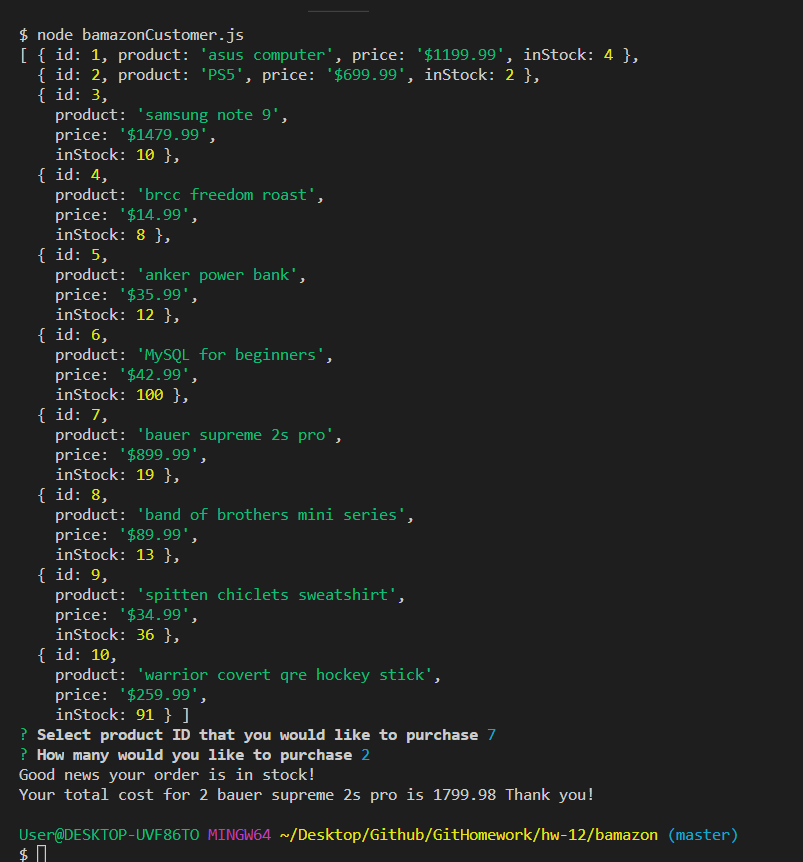 $ node bamazonCustomer.js
[ { id: 1, product: 'asus computer', price: '$1199.99', inStock: 4 },
  { id: 2, product: 'PS5', price: '$699.99', inStock: 2 },
  { id: 3,
    product: 'samsung note 9',
    price: '$1479.99',
    inStock: 10 },
  { id: 4,
    product: 'brcc freedom roast',
    price: '$14.99',
    inStock: 8 },
  { id: 5,
    product: 'anker power bank',
    price: '$35.99',
    inStock: 12 },
  { id: 6,
    product: 'MySQL for beginners',
    price: '$42.99',
    inStock: 100 },
  { id: 7,
    product: 'bauer supreme 2s pro',
    price: '$899.99',
    inStock: 19 },
  { id: 8,
    product: 'band of brothers mini series',
    price: '$89.99',
    inStock: 13 },
  { id: 9,
    product: 'spitten chiclets sweatshirt',
    price: '$34.99',
    inStock: 36 },
  { id: 10,
    product: 'warrior covert qre hockey stick',
    price: '$259.99',
    inStock: 91 } ]
? Select product ID that you would like to purchase 7
? How many would you like to purchase 2
Good news your order is in stock!
Your total cost for 2 bauer supreme 2s pro is 1799.98 Thank you!
User@DESKTOP-UVF86TO MINGW64 ~/Desktop/Github/GitHomework/hw-12/bamazon (master)
$